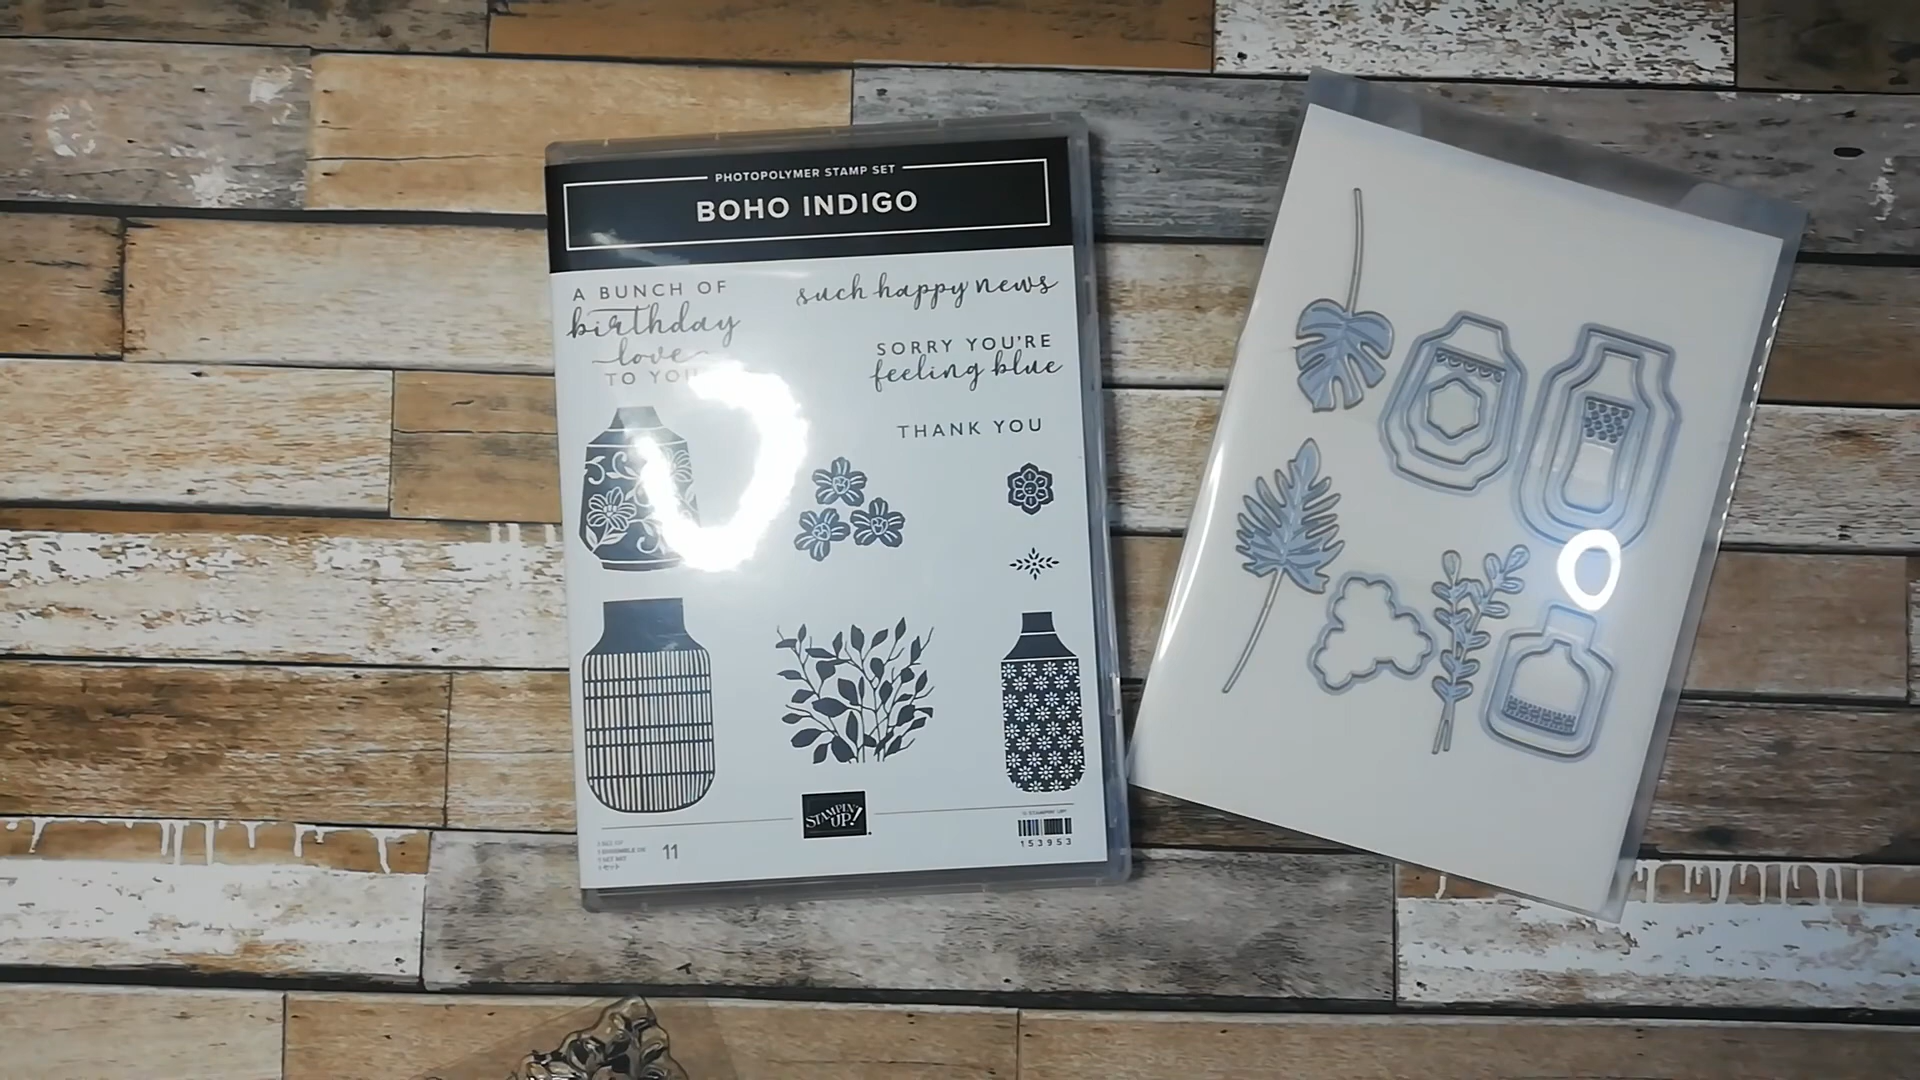 PHOTOPOLYMER STAMP SET
BOHO INDIGO
A BUNCH OF
birthday
love
TO YOU
such happy news
SORRY YOU'RE
feeling blue
THANK YOU
STAMPIN'
UP!
11
153953